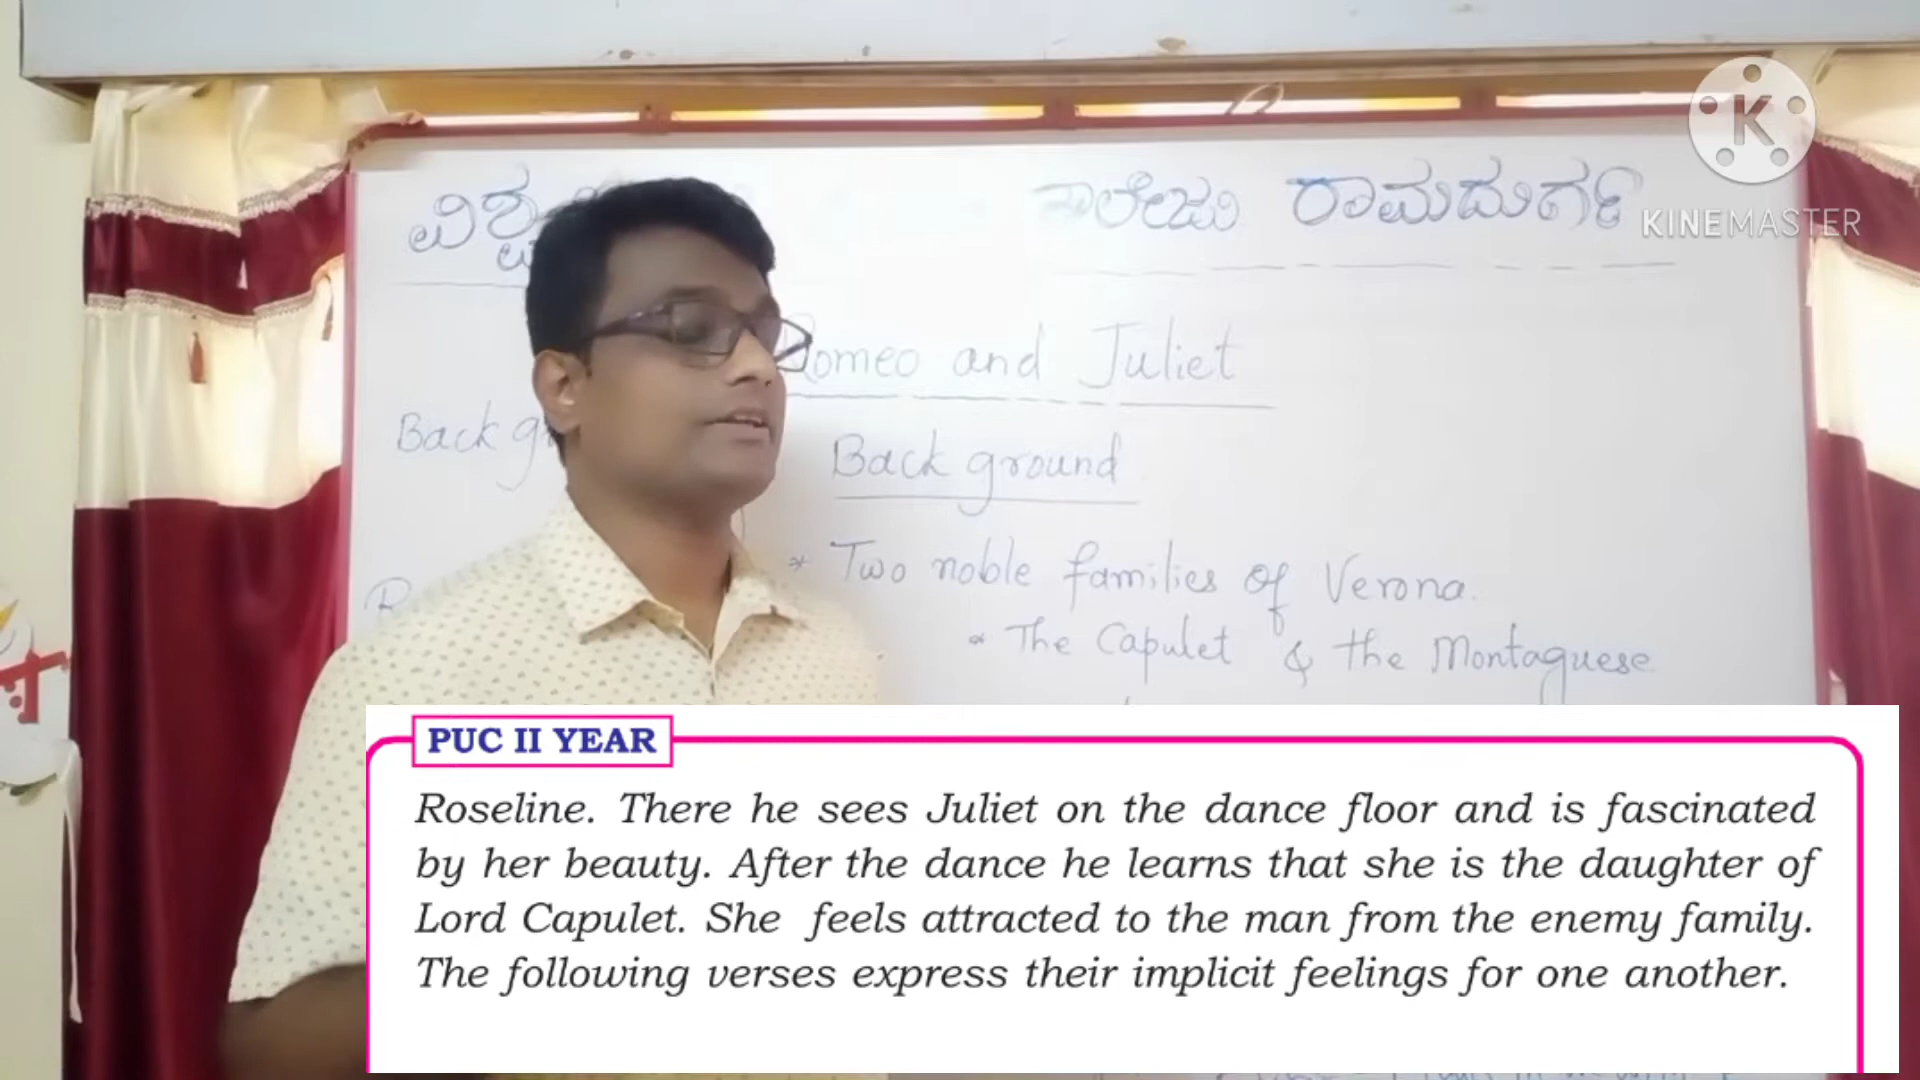 K
KINEMASTER
ಕಾಲೇಜು ರಾಮದುರ್ಗ
Romeo and Juliet
Back
Back ground
* Two noble families of Verona.
* The Capulet & the Montaguese
PUC II YEAR
Roseline. There he sees Juliet on the dance floor and is fascinated
by her beauty. After the dance he learns that she is the daughter of
Lord Capulet. She feels attracted to the man from the enemy family.
The following verses express their implicit feelings for one another.